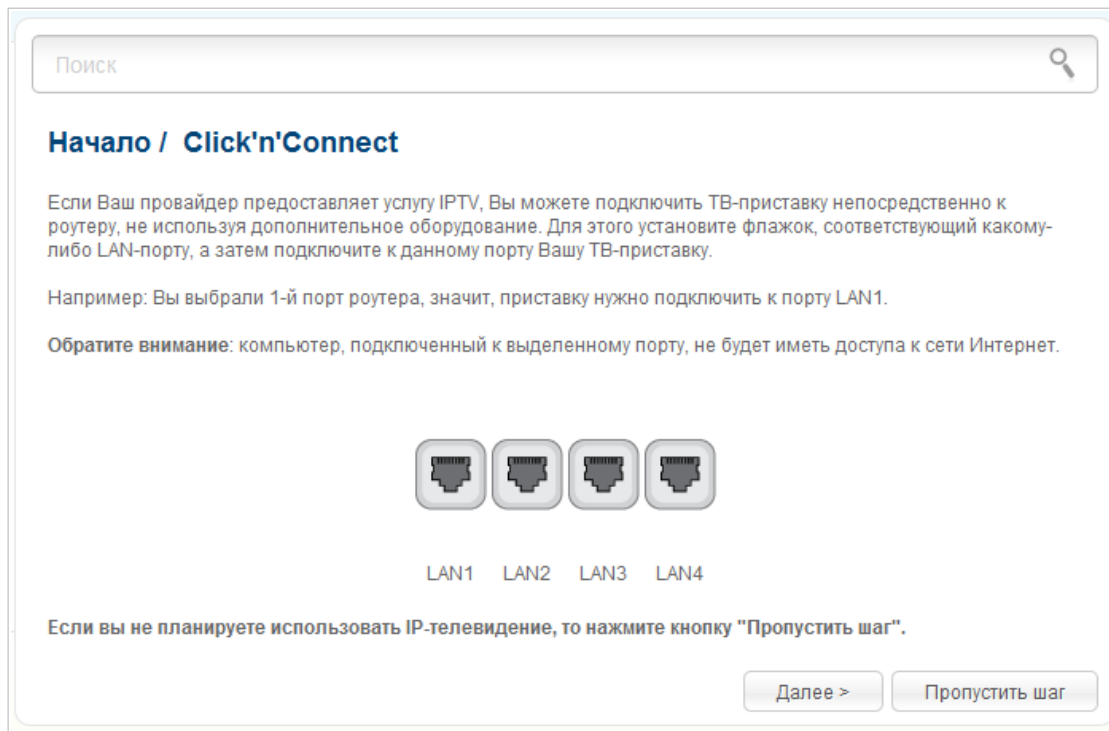 Поиск
Начало / Click'n'Connect
Если Ваш провайдер предоставляет услугу IPTV, Вы можете подключить ТВ-приставку непосредственно к
роутеру, не используя дополнительное оборудование. Для этого установите флажок, соответствующий какому-
либо LAN-порту, а затем подключите к данному порту Вашу ТВ-приставку.
Например: Вы выбрали 1-й порт роутера, значит, приставку нужно подключить к порту LAN1.
Обратите внимание: компьютер, подключенный к выделенному порту, не будет иметь доступа к сети Интернет.
LAN1 LAN2 LAN3 LAN4
Если вы не планируете использовать IP-телевидение, то нажмите кнопку "Пропустить шаг".
Далее > Пропустить шаг